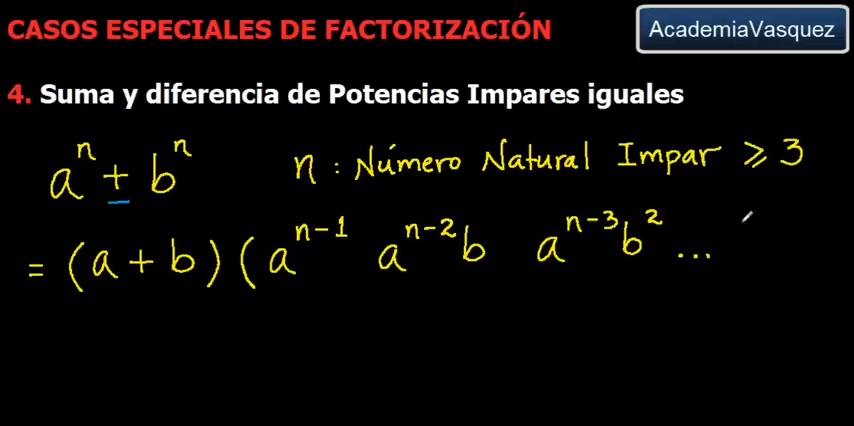 CASOS ESPECIALES DE FACTORIZACIÓN
AcademiaVasquez
4. Suma y diferencia de Potencias Impares iguales
aⁿ ± bⁿ n : Número Natural Impar ⩾ 3
= (a + b) (aⁿ⁻¹ aⁿ⁻²b aⁿ⁻³b² ...